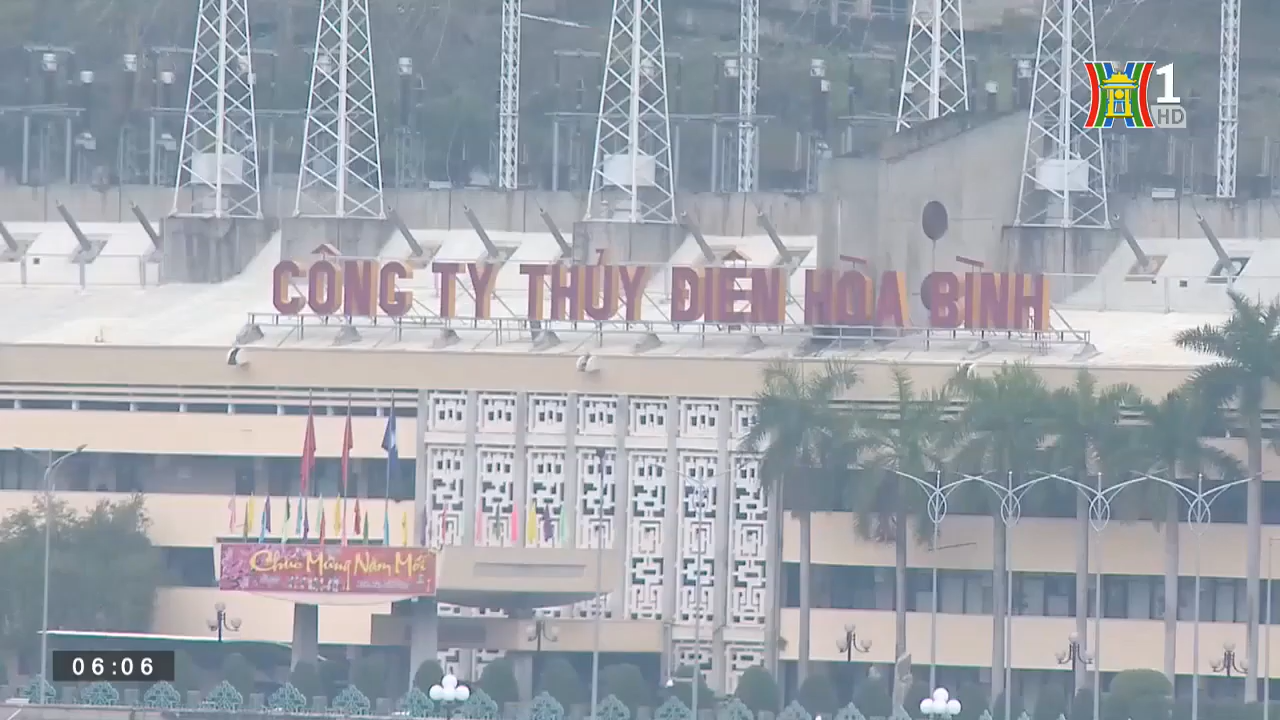 1
HD
CÔNG TY THỦY ĐIỆN HÒA BÌNH
Chúc Mừng Năm Mới
06:06